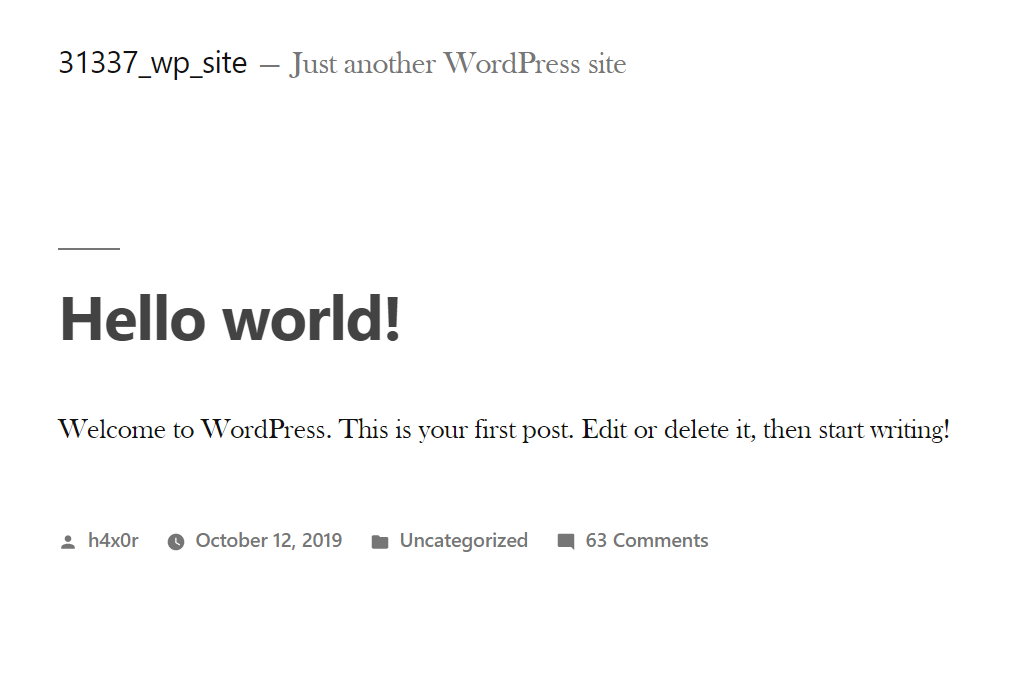 31337_wp_site — Just another WordPress site
Hello world!
Welcome to WordPress. This is your first post. Edit or delete it, then start writing!
h4x0r October 12, 2019 Uncategorized 63 Comments